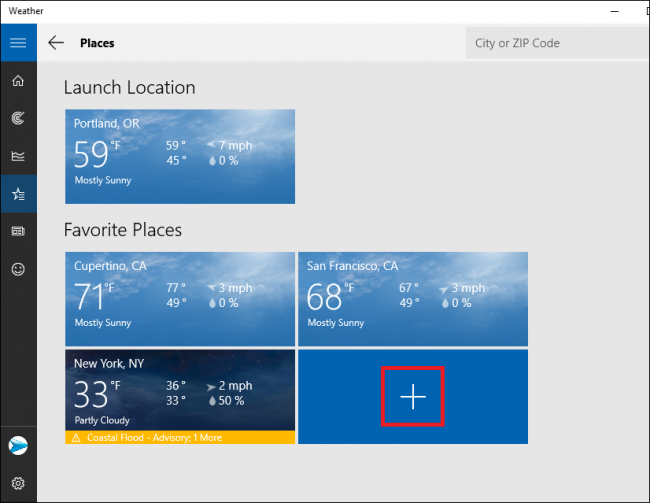 Weather
Places
City or ZIP Code
Launch Location
Portland, OR
59 °F 59 ° 7 mph
45 ° 0 %
Mostly Sunny
Favorite Places
Cupertino, CA
71 °F 77 ° 3 mph
49 ° 0 %
Mostly Sunny
San Francisco, CA
68 °F 67 ° 3 mph
49 ° 0 %
Mostly Sunny
New York, NY
33 °F 36 ° 2 mph
33 ° 50 %
Partly Cloudy
Coastal Flood - Advisory; 1 More